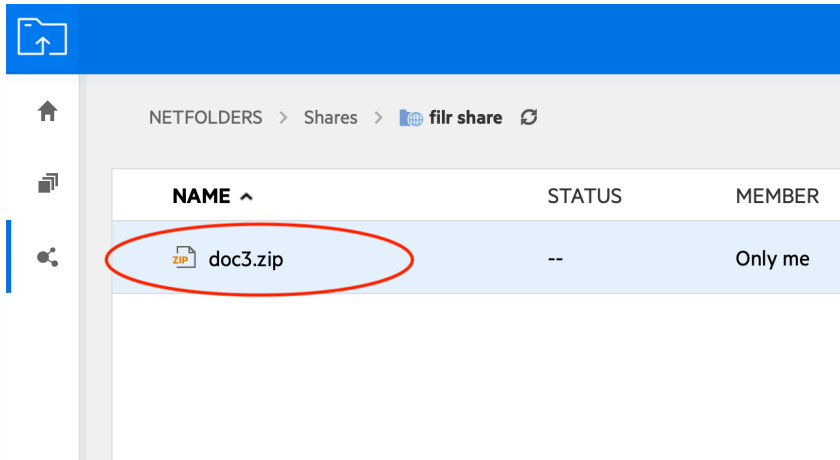 NETFOLDERS > Shares > filr share
NAME STATUS MEMBER
ZIP doc3.zip -- Only me